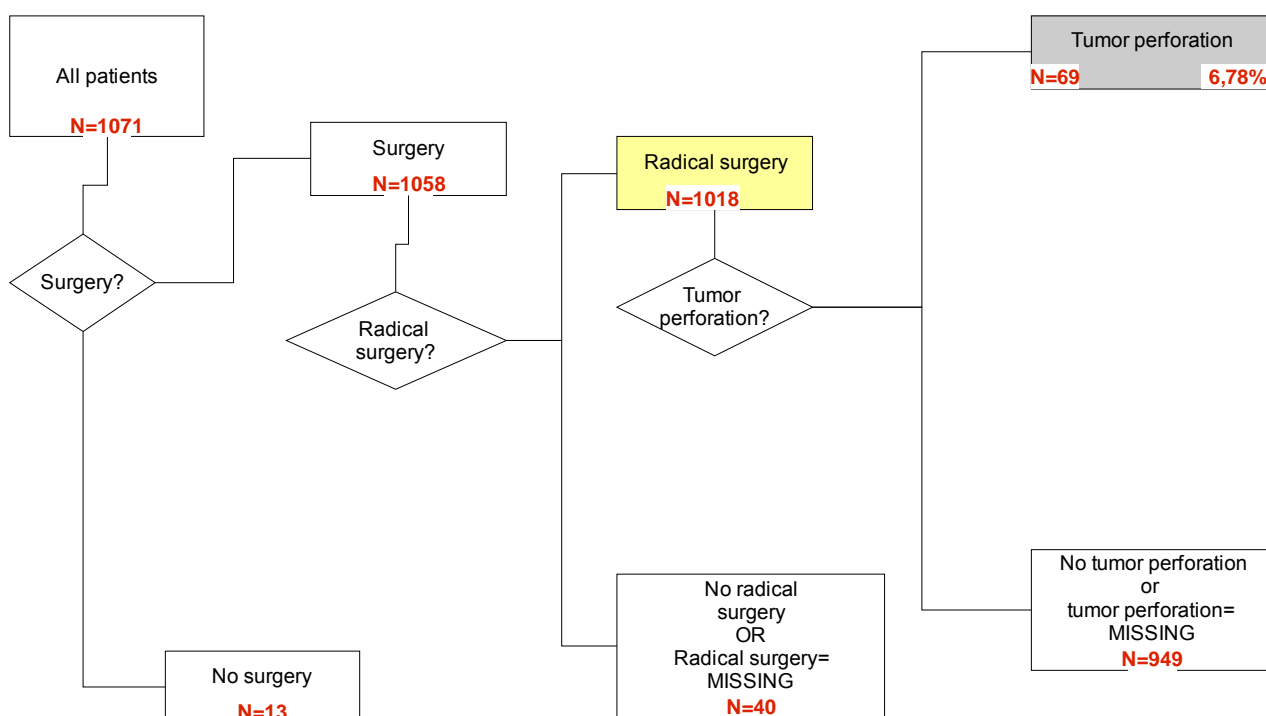 All patients
N=1071
Surgery?
No surgery
N=13
Surgery
N=1058
Radical
surgery?
Radical surgery
N=1018
No radical
surgery
OR
Radical surgery=
MISSING
N=40
Tumor
perforation?
Tumor perforation
N=69 6,78%
No tumor perforation
or
tumor perforation=
MISSING
N=949